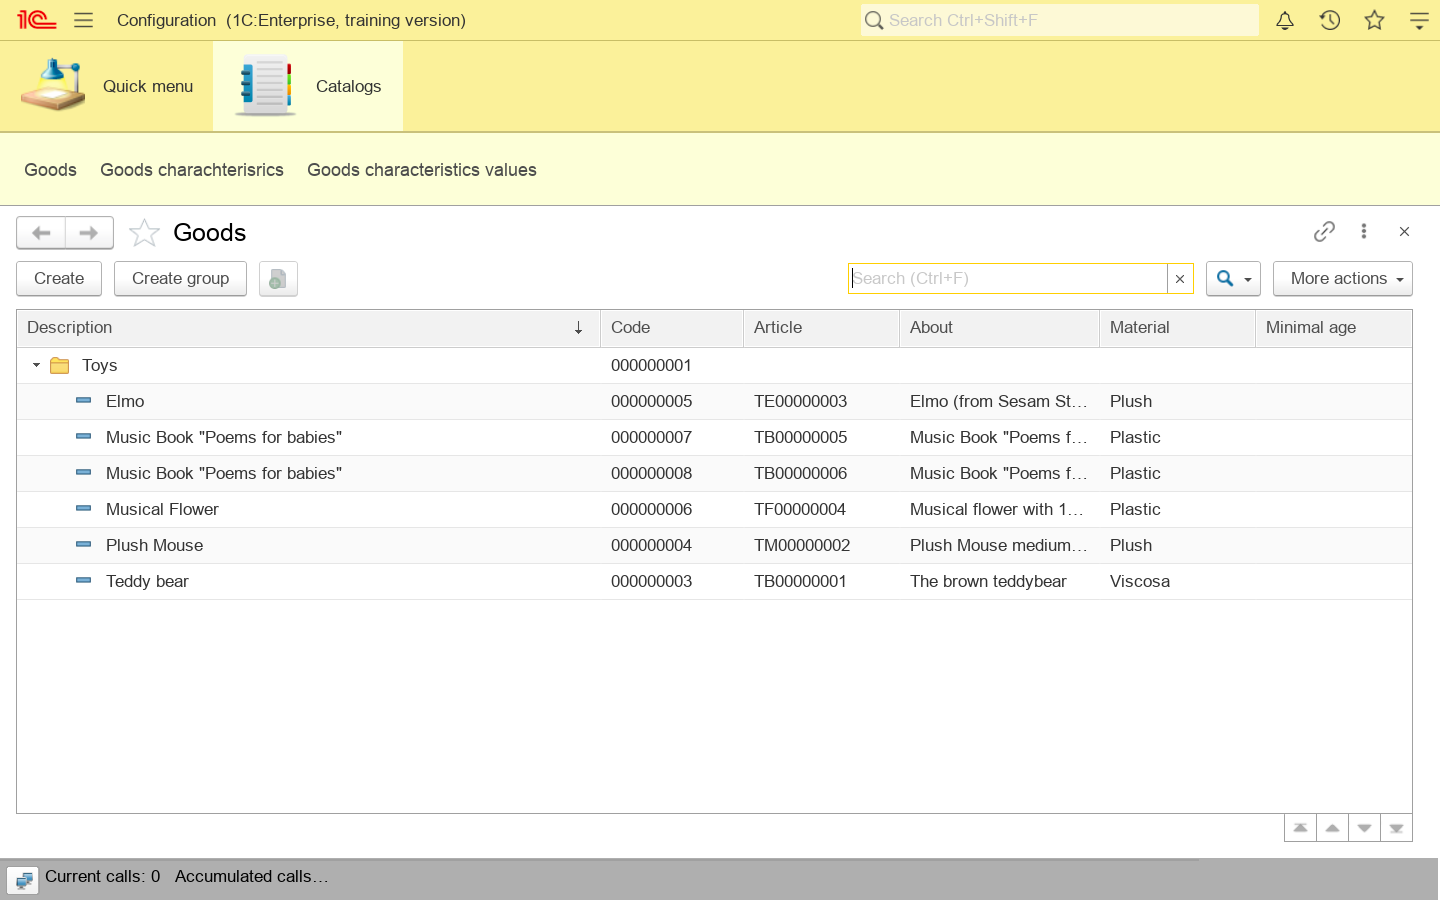 1C Configuration (1C:Enterprise, training version) Search Ctrl+Shift+F
Quick menu Catalogs
Goods Goods charachterisrics Goods characteristics values
Goods
Create Create group Search (Ctrl+F) × More actions
Description Code Article About Material Minimal age
Toys 000000001
Elmo 000000005 TE00000003 Elmo (from Sesam St… Plush
Music Book "Poems for babies" 000000007 TB00000005 Music Book "Poems f… Plastic
Music Book "Poems for babies" 000000008 TB00000006 Music Book "Poems f… Plastic
Musical Flower 000000006 TF00000004 Musical flower with 1… Plastic
Plush Mouse 000000004 TM00000002 Plush Mouse medium… Plush
Teddy bear 000000003 TB00000001 The brown teddybear Viscosa
Current calls: 0 Accumulated calls…